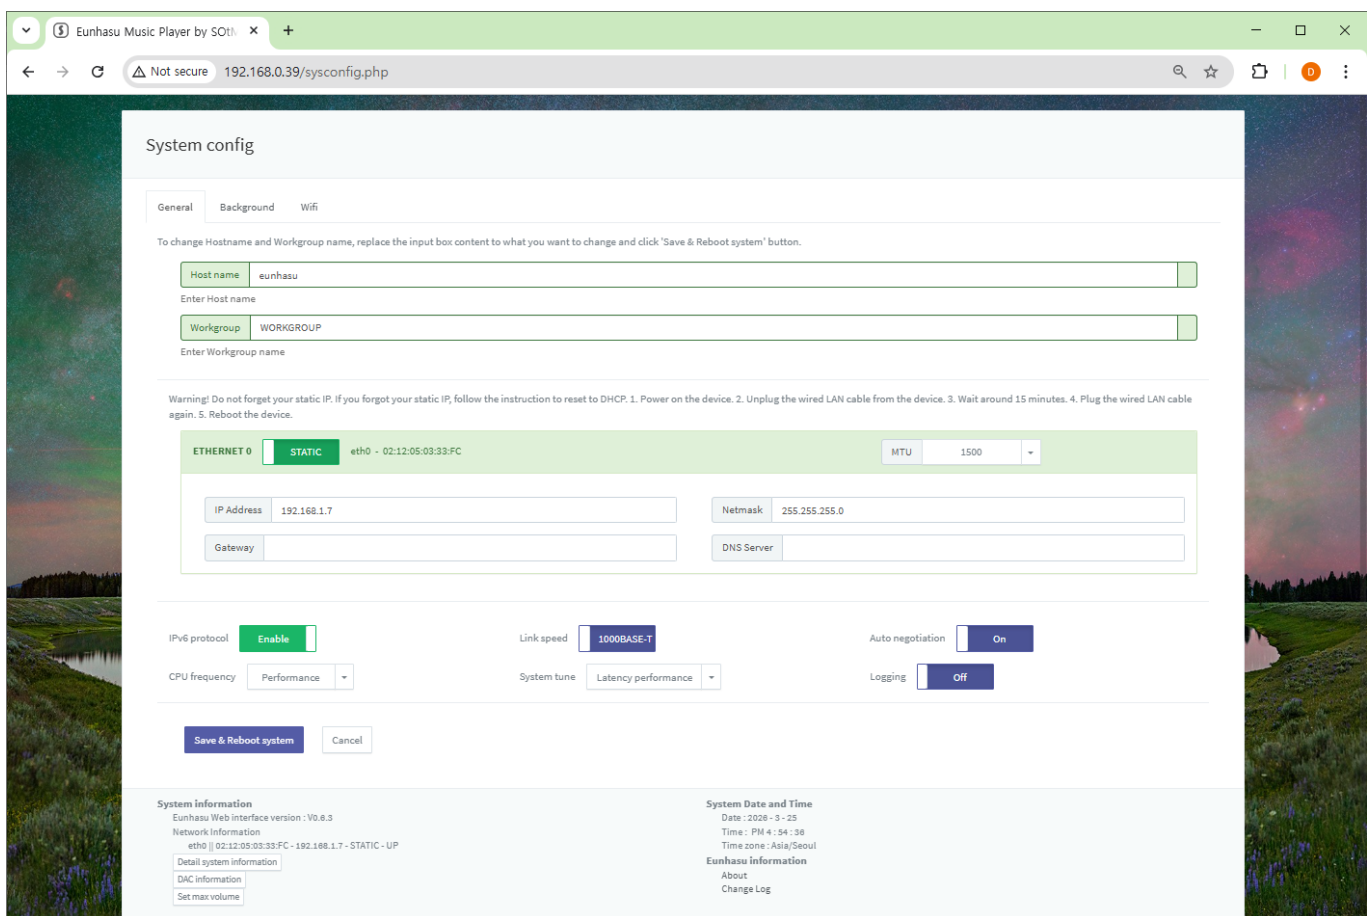 Eunhasu Music Player by SOtM
Not secure 192.168.0.39/sysconfig.php
D
System config
General Background Wifi
To change Hostname and Workgroup name, replace the input box content to what you want to change and click 'Save & Reboot system' button.
Host name eunhasu
Enter Host name
Workgroup WORKGROUP
Enter Workgroup name
Warning! Do not forget your static IP. If you forgot your static IP, follow the instruction to reset to DHCP. 1. Power on the device. 2. Unplug the wired LAN cable from the device. 3. Wait around 15 minutes. 4. Plug the wired LAN cable
again. 5. Reboot the device.
ETHERNET 0 STATIC eth0 - 02:12:05:03:33:FC MTU 1500
IP Address 192.168.1.7 Netmask 255.255.255.0
Gateway DNS Server
IPv6 protocol Enable Link speed 1000BASE-T Auto negotiation On
CPU frequency Performance System tune Latency performance Logging Off
Save & Reboot system Cancel
System information
Eunhasu Web interface version : V0.6.3
Network Information
eth0 || 02:12:05:03:33:FC - 192.168.1.7 - STATIC - UP
Detail system information
DAC information
Set max volume
System Date and Time
Date : 2026 - 3 - 25
Time : PM 4 : 54 : 36
Time zone : Asia/Seoul
Eunhasu information
About
Change Log